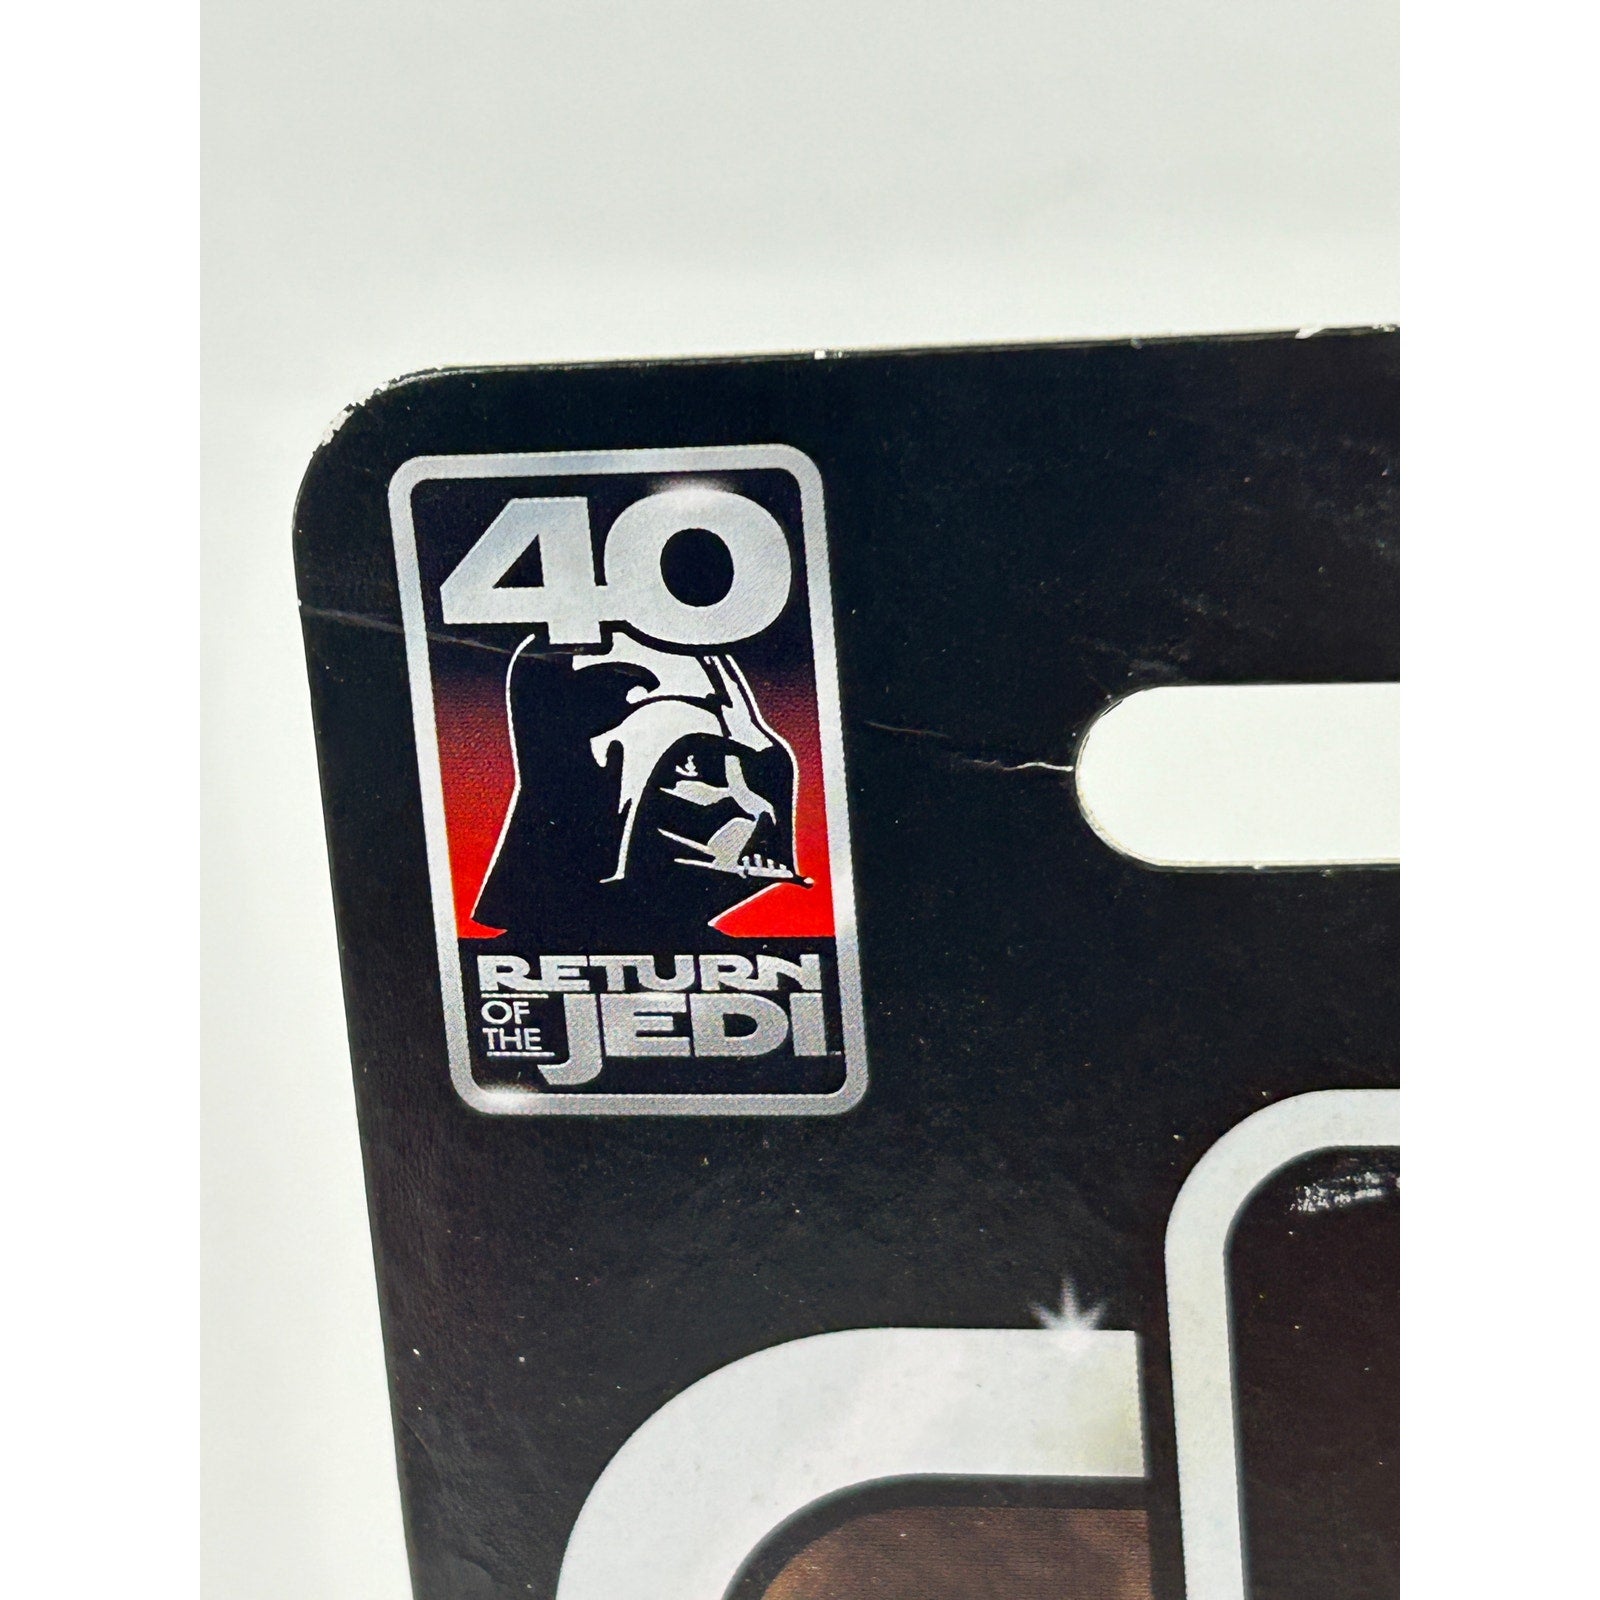 40
RETURN
OF THE JEDI